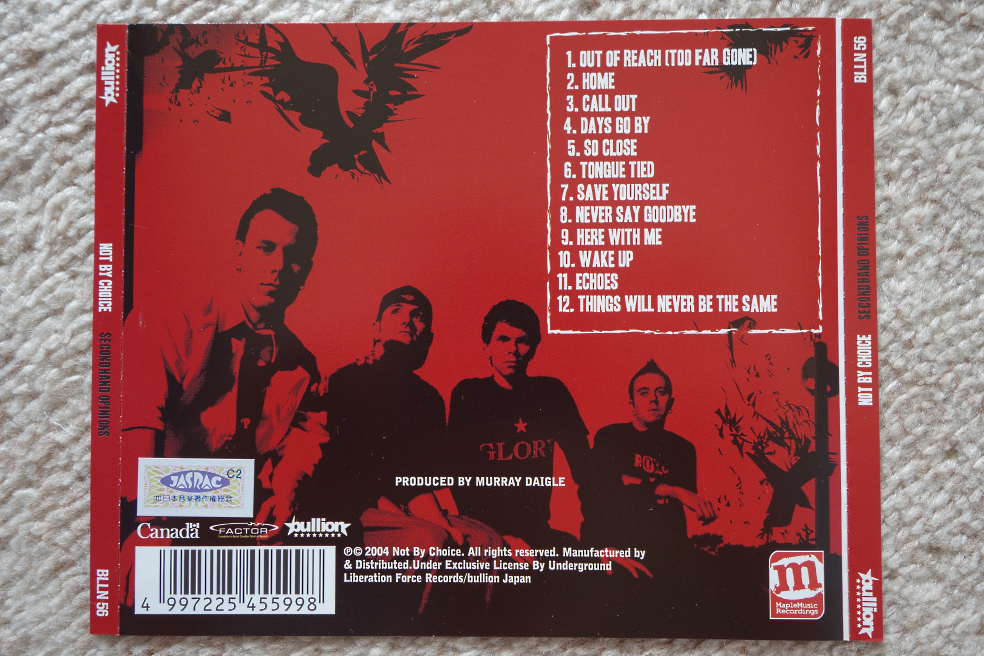 bullion
NOT BY CHOICE
SECONDHAND OPINIONS
BLLN 56
1. OUT OF REACH (TOO FAR GONE)
2. HOME
3. CALL OUT
4. DAYS GO BY
5. SO CLOSE
6. TONGUE TIED
7. SAVE YOURSELF
8. NEVER SAY GOODBYE
9. HERE WITH ME
10. WAKE UP
11. ECHOES
12. THINGS WILL NEVER BE THE SAME
GLORY
PRODUCED BY MURRAY DAIGLE
JASRAC C2
Canada FACTOR bullion
4 997225 455998
℗© 2004 Not By Choice. All rights reserved. Manufactured by
& Distributed.Under Exclusive License By Underground
Liberation Force Records/bullion Japan
m
MapleMusic
Recordings
BLLN 56
SECONDHAND OPINIONS
NOT BY CHOICE
bullion